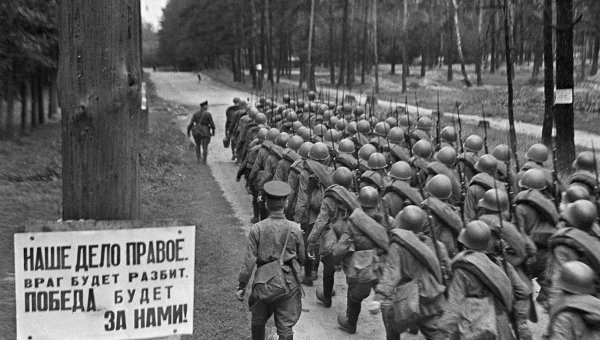 НАШЕ ДЕЛО ПРАВОЕ.
ВРАГ БУДЕТ РАЗБИТ.
ПОБЕДА БУДЕТ
ЗА НАМИ!